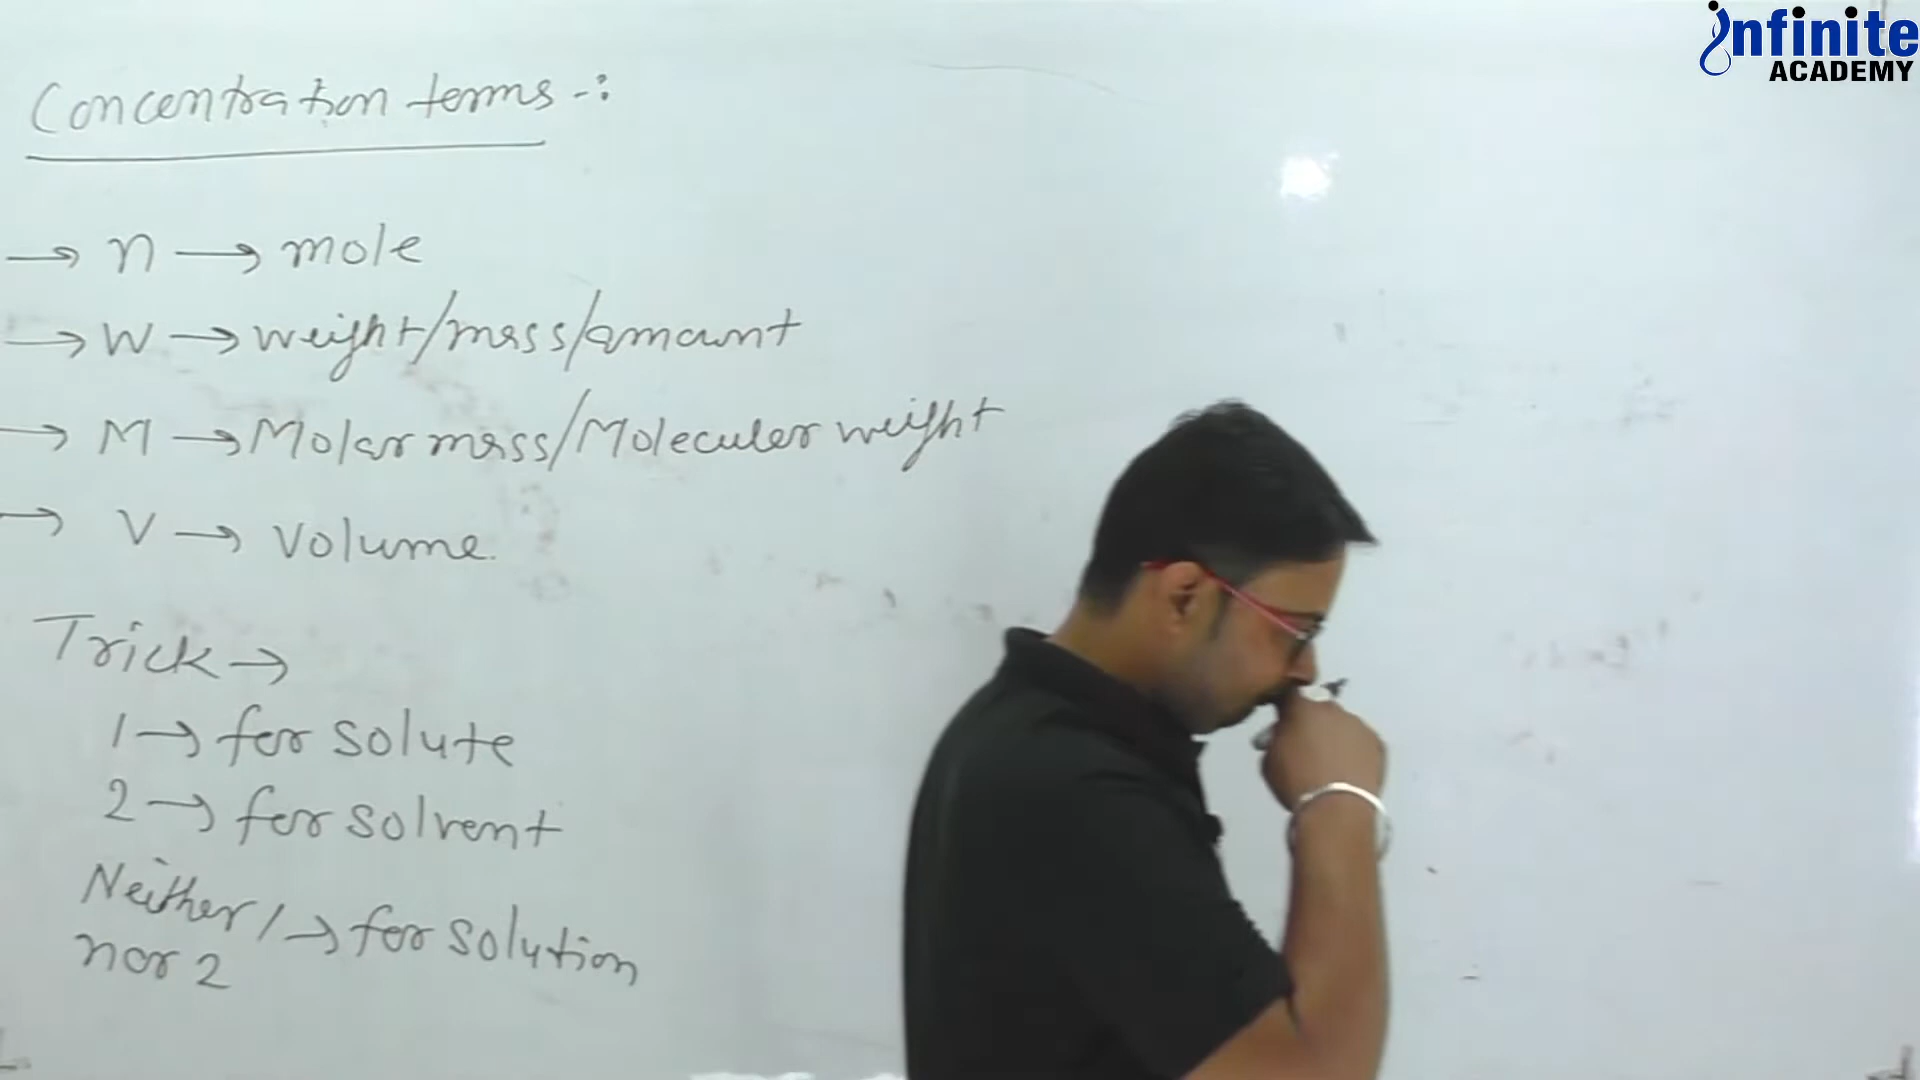 infinite
ACADEMY
Concentration terms -:
→ n → mole
→ W → weight/mass/amount
→ M → Molar mass/Molecular weight
→ V → Volume.
Trick →
1 → for solute
2 → for solvent
Neither 1 → for solution
nor 2